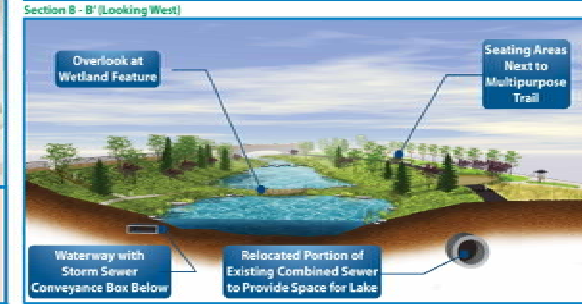 Section B - B' (Looking West)
Overlook at
Wetland Feature
Seating Areas
Next to
Multipurpose
Trail
Waterway with
Storm Sewer
Conveyance Box Below
Relocated Portion of
Existing Combined Sewer
to Provide Space for Lake